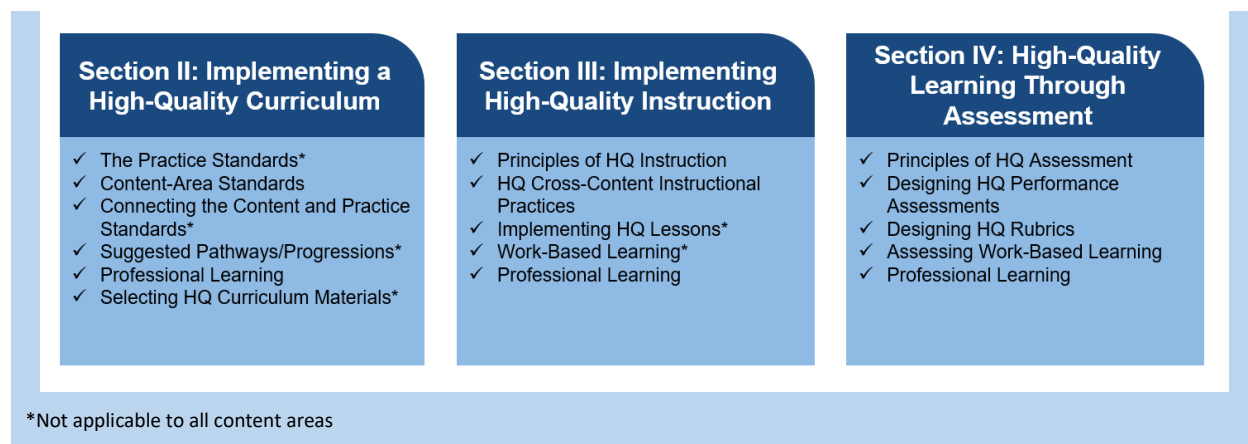 Section II: Implementing a
High-Quality Curriculum
✓ The Practice Standards*
✓ Content-Area Standards
✓ Connecting the Content and Practice
Standards*
✓ Suggested Pathways/Progressions*
✓ Professional Learning
✓ Selecting HQ Curriculum Materials*
Section III: Implementing
High-Quality Instruction
✓ Principles of HQ Instruction
✓ HQ Cross-Content Instructional
Practices
✓ Implementing HQ Lessons*
✓ Work-Based Learning*
✓ Professional Learning
Section IV: High-Quality
Learning Through
Assessment
✓ Principles of HQ Assessment
✓ Designing HQ Performance
Assessments
✓ Designing HQ Rubrics
✓ Assessing Work-Based Learning
✓ Professional Learning
*Not applicable to all content areas